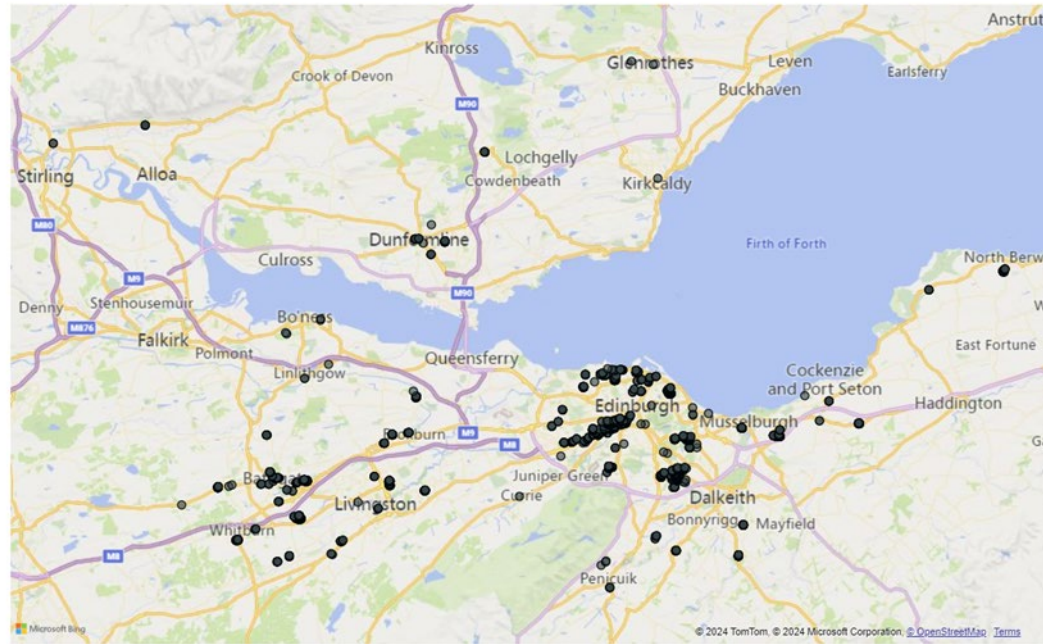 Anstrut
Kinross
Glenrothes
Leven
Earlsferry
Crook of Devon
Buckhaven
M90
Lochgelly
Stirling
Alloa
Cowdenbeath
Kirkcaldy
M80
Dunfermline
Firth of Forth
Culross
North Berw
M9
M90
Denny
Stenhousemuir
Bo'ness
W
M876
Falkirk
Polmont
Queensferry
East Fortune
Linlithgow
Cockenzie
and Port Seton
Edinburgh
Haddington
Musselburgh
M9
M8
Ga
Juniper Green
Currie
Dalkeith
Livingston
Bonnyrigg
Mayfield
Whitburn
M8
Penicuik
Microsoft Bing
© 2024 TomTom, © 2024 Microsoft Corporation, © OpenStreetMap Terms